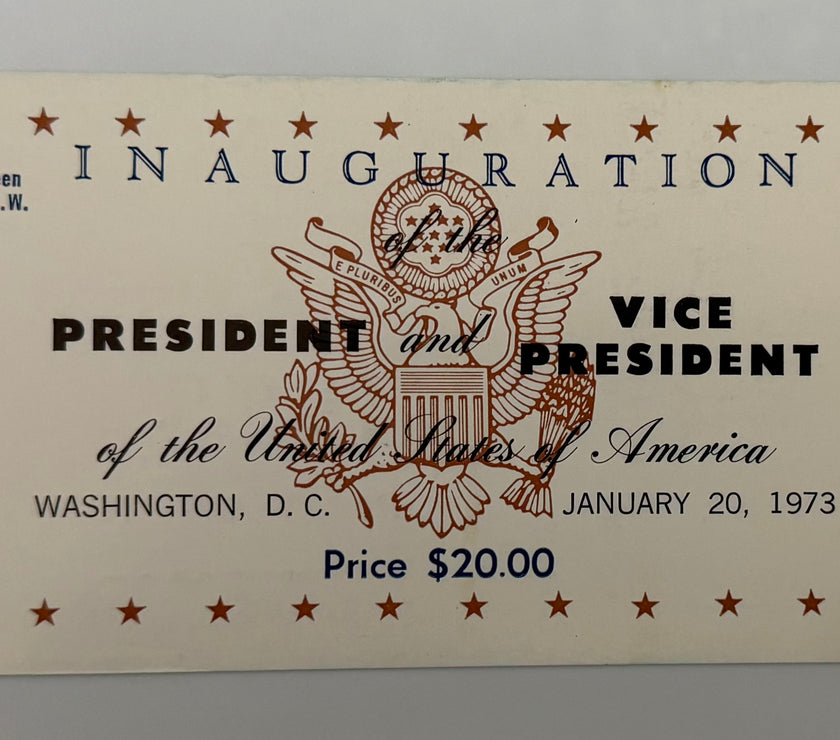 INAUGURATION
een
.W.
of the
E PLURIBUS UNUM
PRESIDENT and VICE PRESIDENT
of the United States of America
WASHINGTON, D. C. JANUARY 20, 1973
Price $20.00